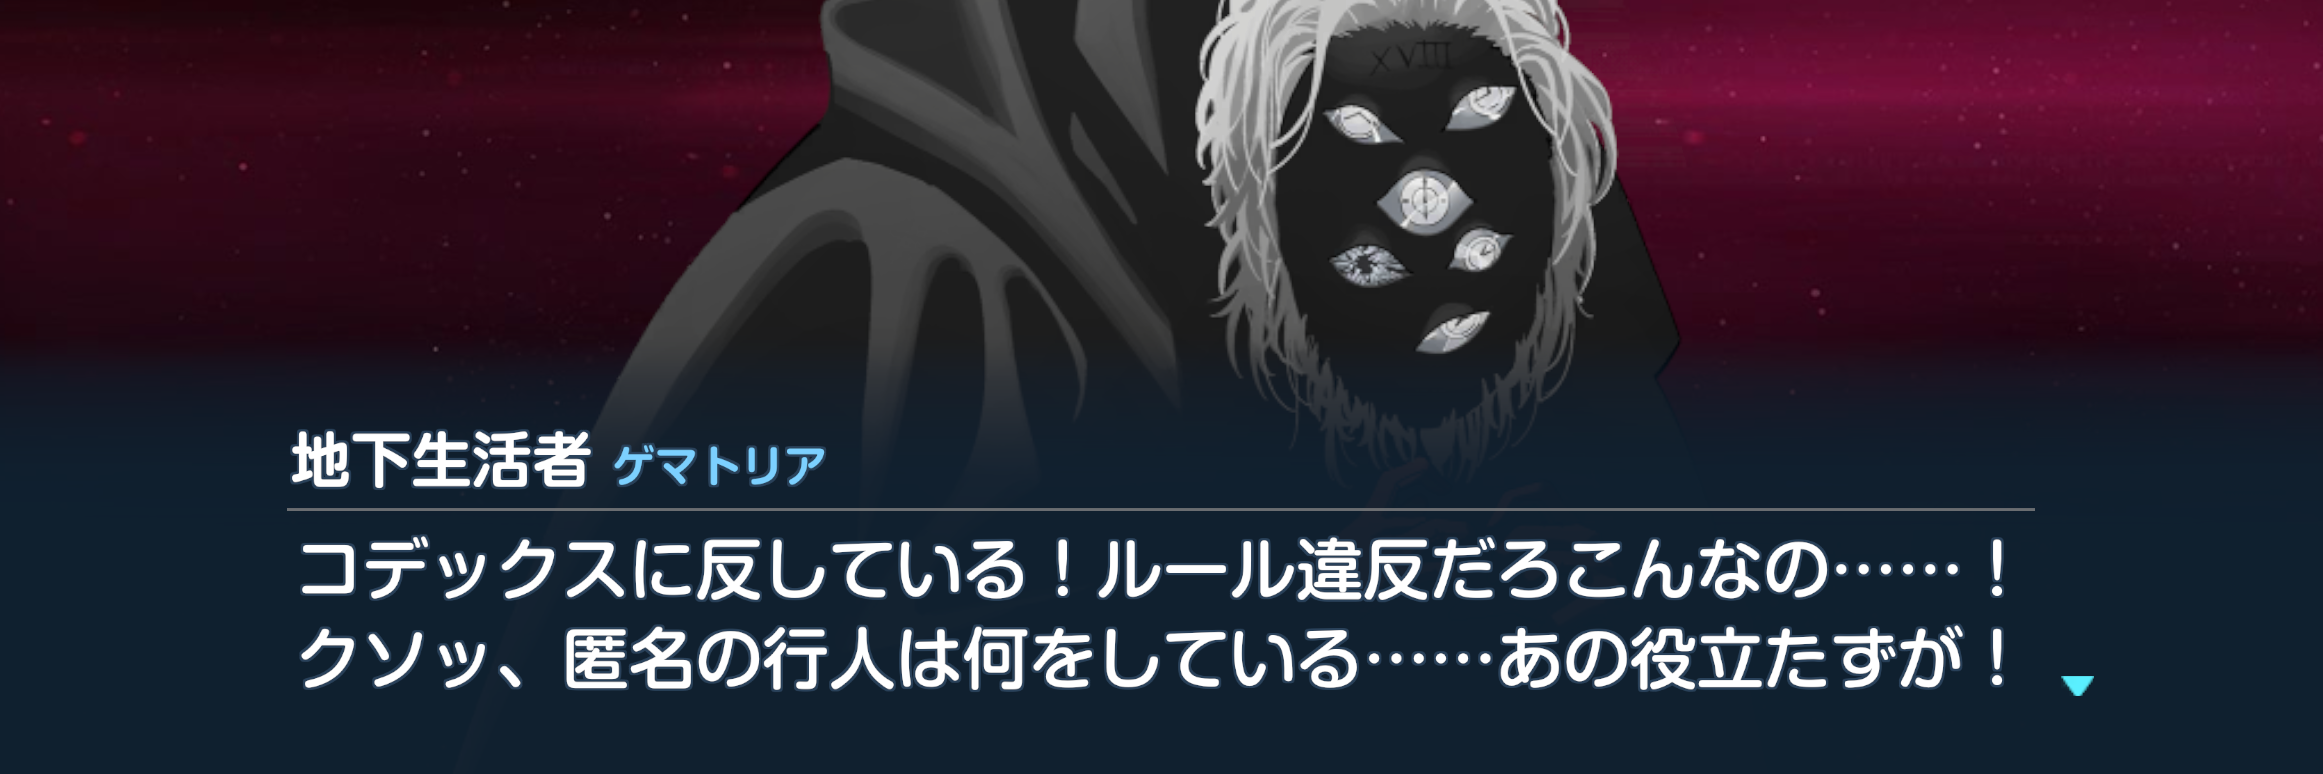 XVIII
地下生活者 ゲマトリア
コデックスに反している！ルール違反だろこんなの……！
クソッ、匿名の行人は何をしている……あの役立たずが！